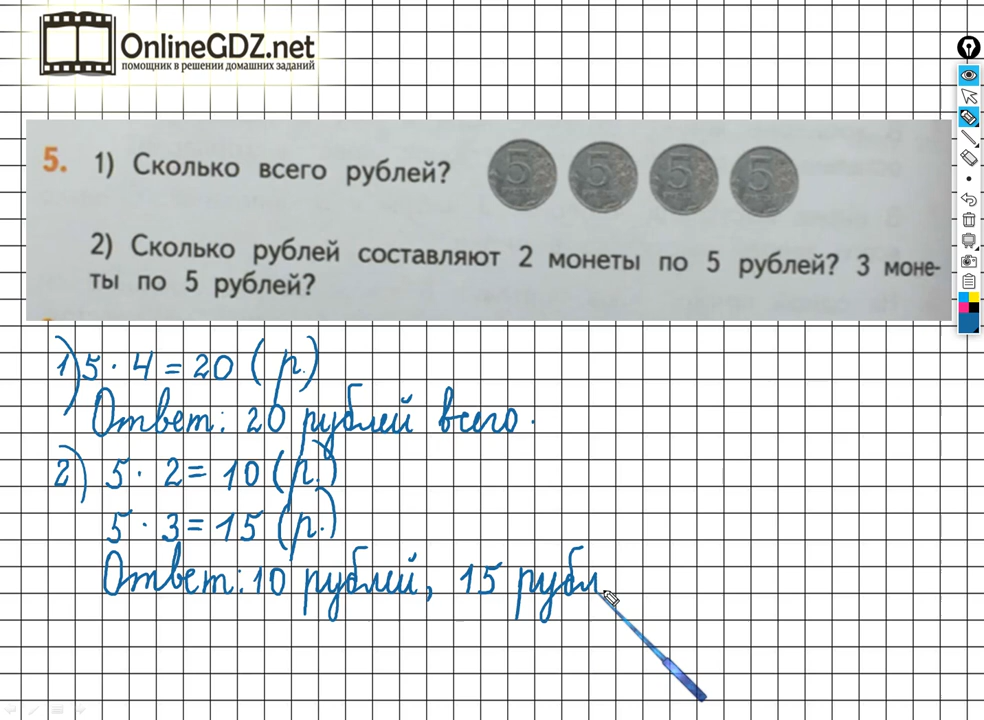 OnlineGDZ.net
помощник в решении домашних заданий
5. 1) Сколько всего рублей?
5 5 5 5
2) Сколько рублей составляют 2 монеты по 5 рублей? 3 моне-
ты по 5 рублей?
1) 5 · 4 = 20 (р.)
Ответ: 20 рублей всего.
2) 5 · 2 = 10 (р.)
5 · 3 = 15 (р.)
Ответ: 10 рублей, 15 рубл